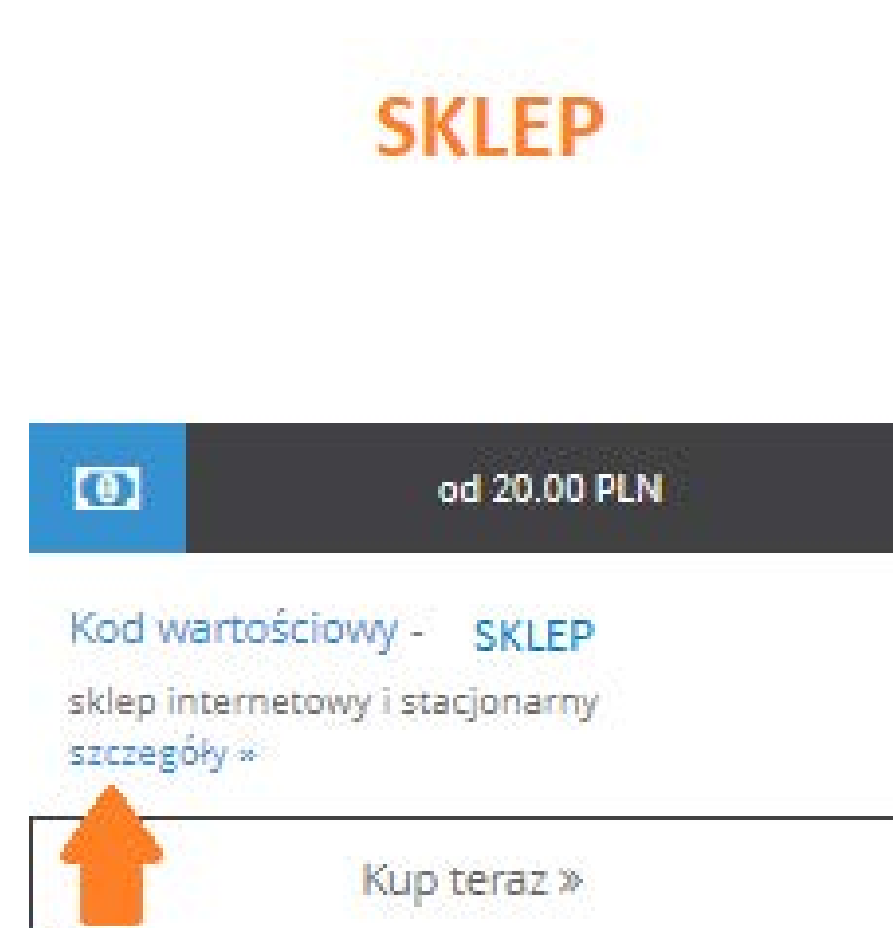 SKLEP
od 20.00 PLN
Kod wartościowy - SKLEP
sklep internetowy i stacjonarny
szczegóły »
Kup teraz »